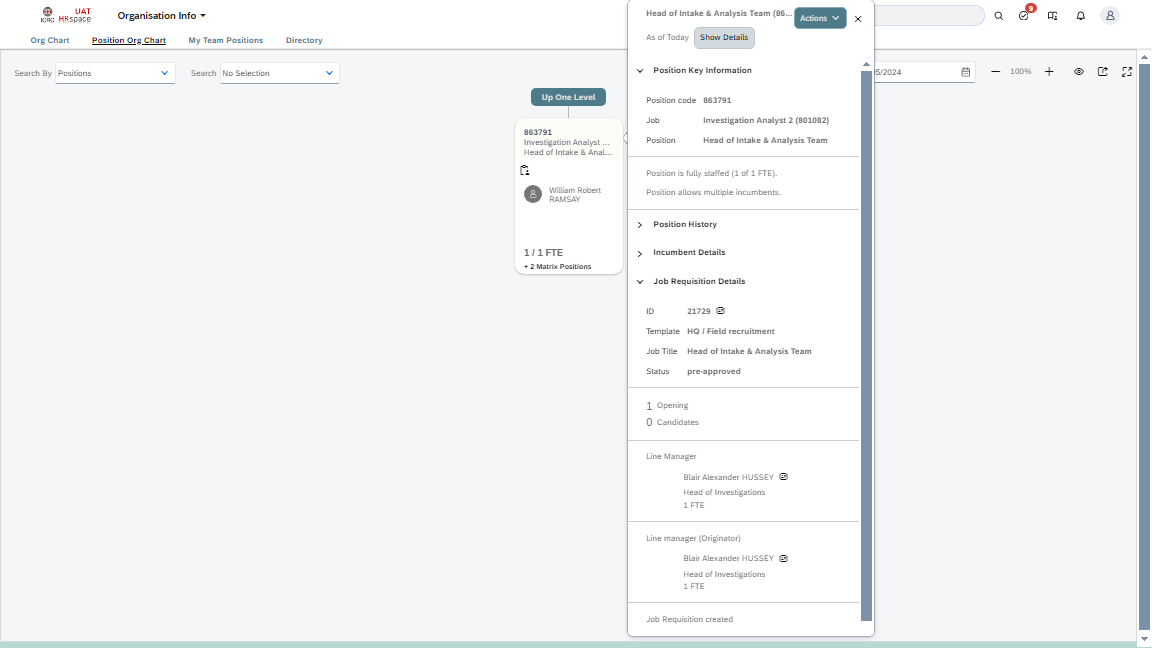 ICRC
UAT
HRspace
Organisation Info
9
Org Chart
Position Org Chart
My Team Positions
Directory
Search By
Positions
Search
No Selection
5/2024
100%
Up One Level
863791
Investigation Analyst ...
Head of Intake & Anal...
William Robert
RAMSAY
1 / 1 FTE
+ 2 Matrix Positions
Head of Intake & Analysis Team (86...
Actions
As of Today
Show Details
Position Key Information
Position code 863791
Job Investigation Analyst 2 (801082)
Position Head of Intake & Analysis Team
Position is fully staffed (1 of 1 FTE).
Position allows multiple incumbents.
Position History
Incumbent Details
Job Requisition Details
ID 21729
Template HQ / Field recruitment
Job Title Head of Intake & Analysis Team
Status pre-approved
1 Opening
0 Candidates
Line Manager
Blair Alexander HUSSEY
Head of Investigations
1 FTE
Line manager (Originator)
Blair Alexander HUSSEY
Head of Investigations
1 FTE
Job Requisition created